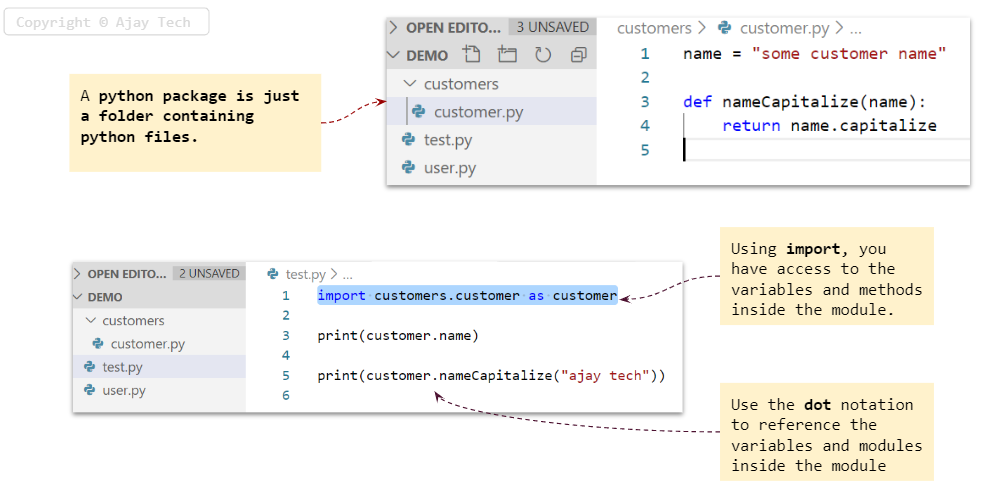 Copyright © Ajay Tech
A python package is just
a folder containing
python files.
OPEN EDITO... 3 UNSAVED
DEMO
customers
customer.py
test.py
user.py
customers > customer.py > ...
1 name = "some customer name"
2
3 def nameCapitalize(name):
4 return name.capitalize
5
OPEN EDITO... 2 UNSAVED
DEMO
customers
customer.py
test.py
user.py
test.py > ...
1 import customers.customer as customer
2
3 print(customer.name)
4
5 print(customer.nameCapitalize("ajay tech"))
6
Using import, you
have access to the
variables and methods
inside the module.
Use the dot notation
to reference the
variables and modules
inside the module